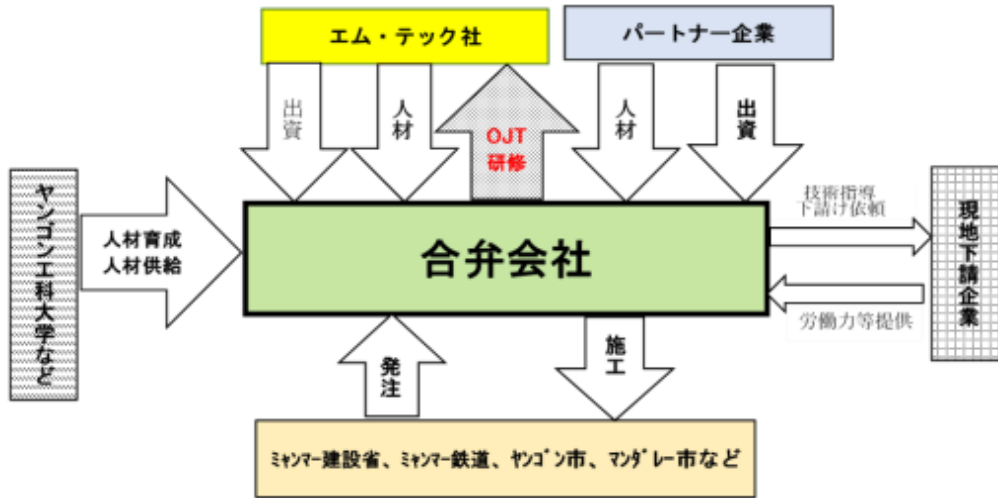 エム・テック社
パートナー企業
出資
人材
OJT
研修
人材
出資
ヤンゴン工科大学など
人材育成
人材供給
合弁会社
技術指導
下請け依頼
労働力等提供
現地下請企業
発注
施工
ﾐｬﾝﾏｰ建設省、ﾐｬﾝﾏｰ鉄道、ﾔﾝｺﾞﾝ市、ﾏﾝﾀﾞﾚｰ市など